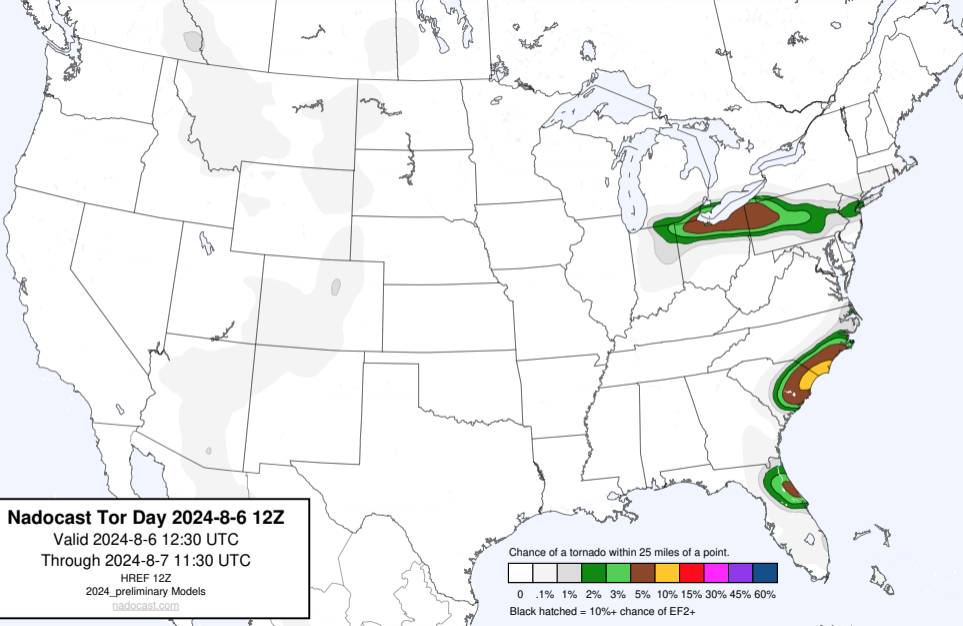 Nadocast Tor Day 2024-8-6 12Z
Valid 2024-8-6 12:30 UTC
Through 2024-8-7 11:30 UTC
HREF 12Z
2024_preliminary Models
nadocast.com
Chance of a tornado within 25 miles of a point.
0 .1% 1% 2% 3% 5% 10% 15% 30% 45% 60%
Black hatched = 10%+ chance of EF2+